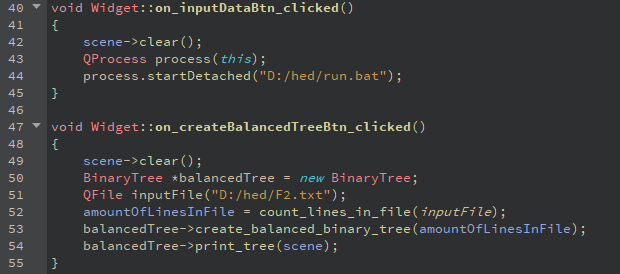 40 void Widget::on_inputDataBtn_clicked()
41 {
42 scene->clear();
43 QProcess process(this);
44 process.startDetached("D:/hed/run.bat");
45 }
46
47 void Widget::on_createBalancedTreeBtn_clicked()
48 {
49 scene->clear();
50 BinaryTree *balancedTree = new BinaryTree;
51 QFile inputFile("D:/hed/F2.txt");
52 amountOfLinesInFile = count_lines_in_file(inputFile);
53 balancedTree->create_balanced_binary_tree(amountOfLinesInFile);
54 balancedTree->print_tree(scene);
55 }